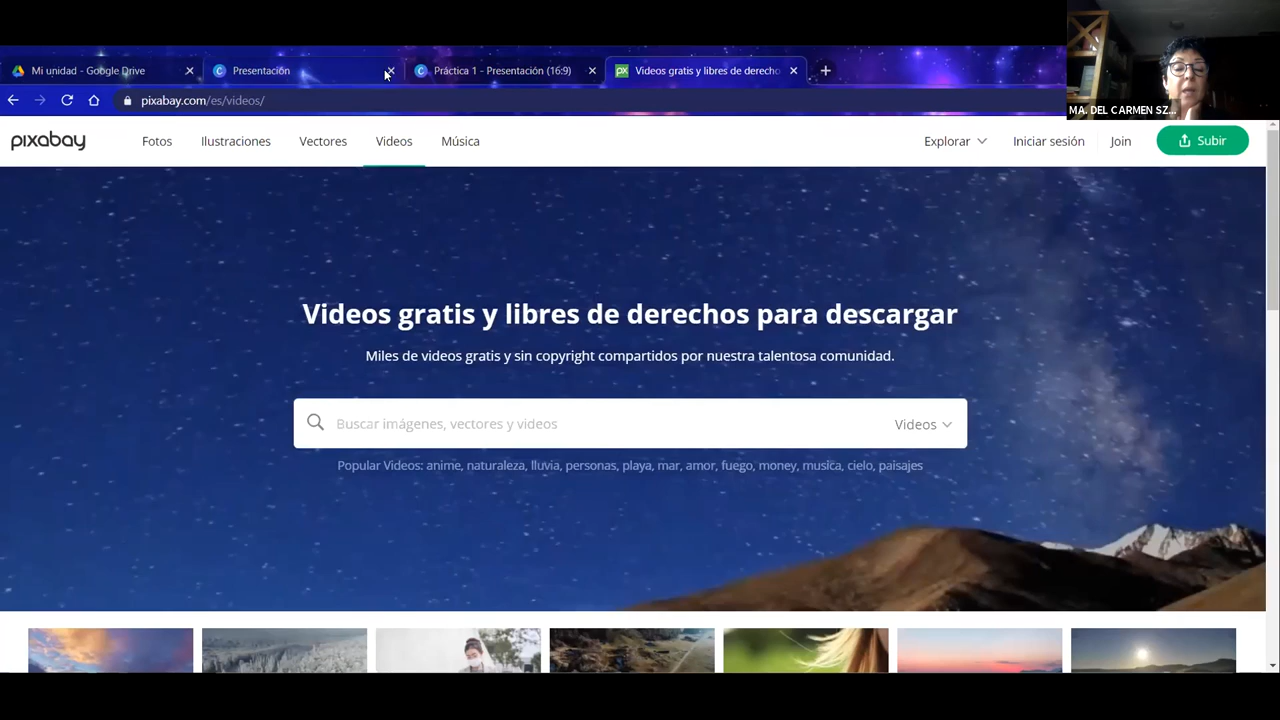 Mi unidad - Google Drive
Presentación
Práctica 1 - Presentación (16:9)
px
Videos gratis y libres de derecho
MA. DEL CARMEN SZ...
pixabay.com/es/videos/
pixabay
Fotos
Ilustraciones
Vectores
Videos
Música
Explorar
Iniciar sesión
Join
Subir
Videos gratis y libres de derechos para descargar
Miles de videos gratis y sin copyright compartidos por nuestra talentosa comunidad.
Buscar imágenes, vectores y videos
Videos
Popular Videos: anime, naturaleza, lluvia, personas, playa, mar, amor, fuego, money, musica, cielo, paisajes